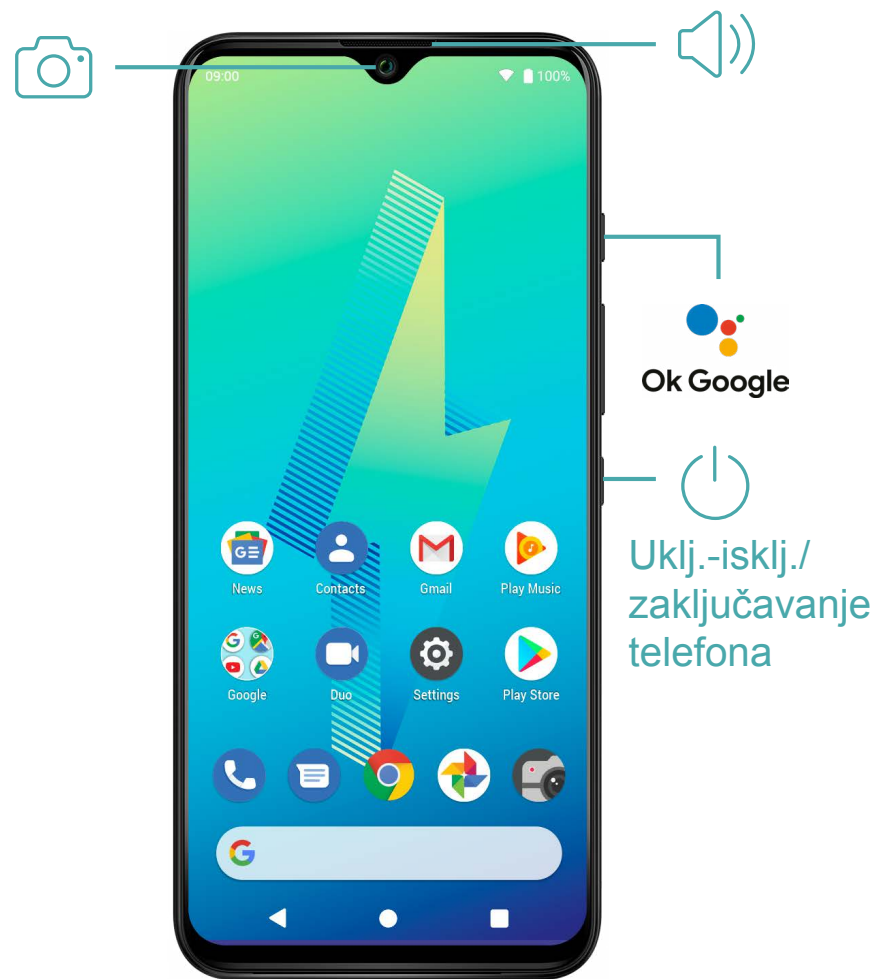 09:00
100%
Ok Google
Uklj.-isklj./
zaključavanje
telefona
G≡
News
Contacts
Gmail
Play Music
Google
Duo
Settings
Play Store